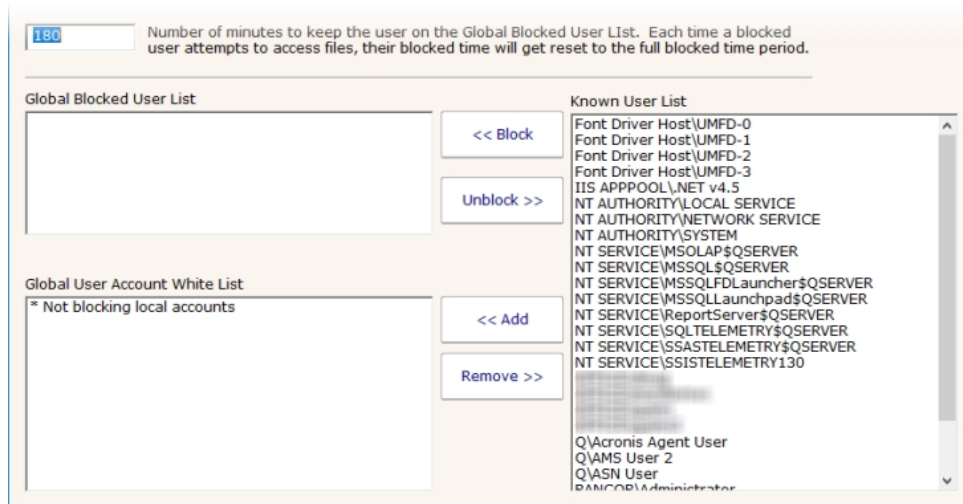 180
Number of minutes to keep the user on the Global Blocked User LIst. Each time a blocked
user attempts to access files, their blocked time will get reset to the full blocked time period.
Global Blocked User List
<< Block
Unblock >>
Global User Account White List
* Not blocking local accounts
<< Add
Remove >>
Known User List
Font Driver Host\UMFD-0
Font Driver Host\UMFD-1
Font Driver Host\UMFD-2
Font Driver Host\UMFD-3
IIS APPPOOL\.NET v4.5
NT AUTHORITY\LOCAL SERVICE
NT AUTHORITY\NETWORK SERVICE
NT AUTHORITY\SYSTEM
NT SERVICE\MSOLAP$QSERVER
NT SERVICE\MSSQL$QSERVER
NT SERVICE\MSSQLFDLauncher$QSERVER
NT SERVICE\MSSQLLaunchpad$QSERVER
NT SERVICE\ReportServer$QSERVER
NT SERVICE\SQLTELEMETRY$QSERVER
NT SERVICE\SSASTELEMETRY$QSERVER
NT SERVICE\SSISTELEMETRY130
Q\Acronis Agent User
Q\AMS User 2
Q\ASN User
RANCOR\Administrator